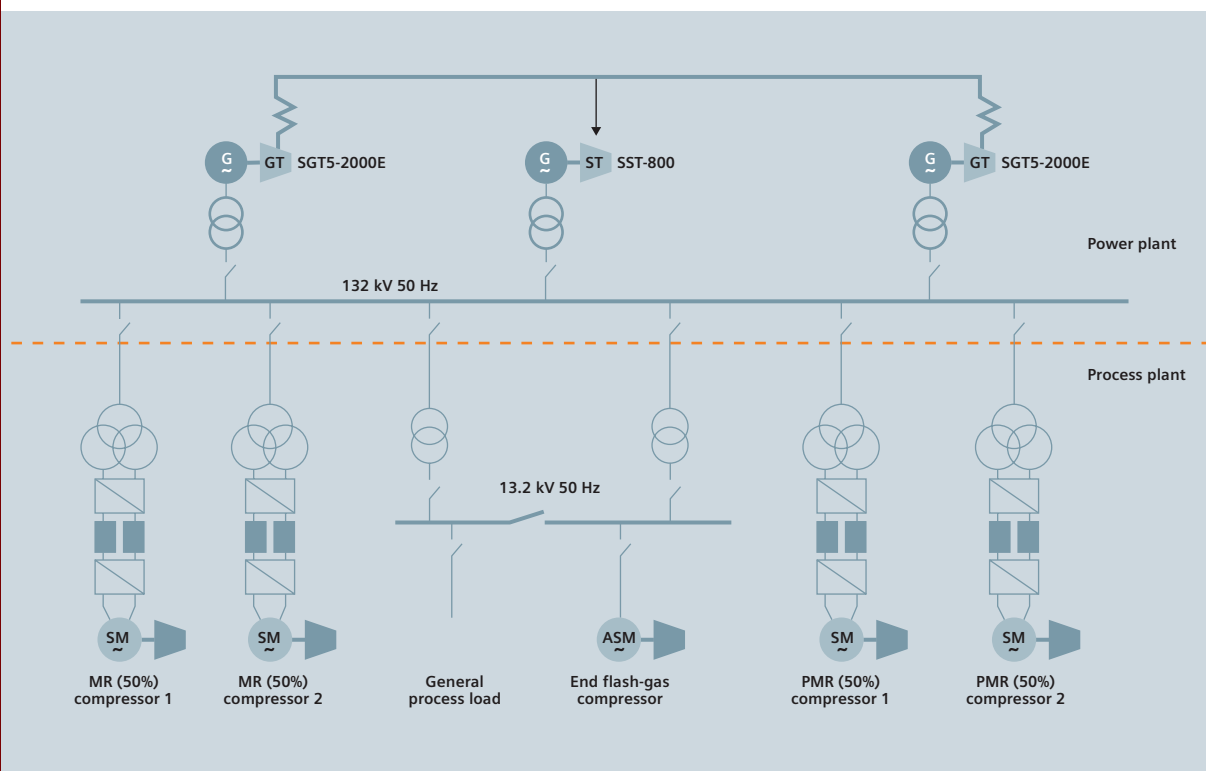 G
~
GT
SGT5-2000E
G
~
ST
SST-800
G
~
GT
SGT5-2000E
Power plant
132 kV 50 Hz
Process plant
13.2 kV 50 Hz
SM
~
SM
~
ASM
~
SM
~
SM
~
MR (50%)
compressor 1
MR (50%)
compressor 2
General
process load
End flash-gas
compressor
PMR (50%)
compressor 1
PMR (50%)
compressor 2